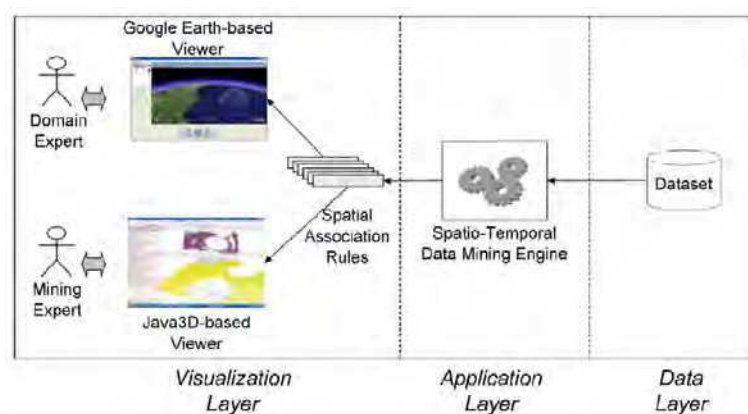 Google Earth-based
Viewer
Domain
Expert
Mining
Expert
Java3D-based
Viewer
Spatial
Association
Rules
Spatio-Temporal
Data Mining Engine
Dataset
Visualization
Layer
Application
Layer
Data
Layer